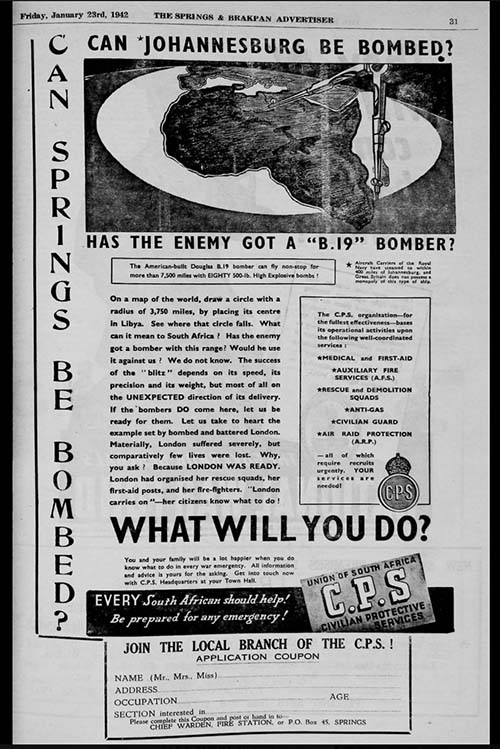 Friday, January 23rd, 1942
THE SPRINGS & BRAKPAN ADVERTISER
31
CAN SPRINGS BE BOMBED?
CAN *JOHANNESBURG BE BOMBED?
HAS THE ENEMY GOT A “B.19” BOMBER?
The American-built Douglas B.19 bomber can fly non-stop for
more than 7,500 miles with EIGHTY 500-lb. High Explosive bombs !
★ Aircraft Carriers of the Royal
Navy have steamed to within
400 miles of Johannesburg, and
Great Britain does not possess a
monopoly of this type of ship.
On a map of the world, draw a circle with a
radius of 3,750 miles, by placing its centre
in Libya. See where that circle falls. What
can it mean to South Africa ? Has the enemy
got a bomber with this range? Would he use
it against us ? We do not know. The success
of the “blitz” depends on its speed, its
precision and its weight, but most of all on
the UNEXPECTED direction of its delivery.
If the bombers DO come here, let us be
ready for them. Let us take to heart the
example set by bombed and battered London.
Materially, London suffered severely, but
comparatively few lives were lost. Why,
you ask ? Because LONDON WAS READY.
London had organised her rescue squads, her
first-aid posts, and her fire-fighters. “London
carries on”—her citizens know what to do !
The C.P.S. organisation—for
the fullest effectiveness—bases
its operational activities upon
the following well-coordinated
services :
★MEDICAL and FIRST-AID
★AUXILIARY FIRE
SERVICES (A.F.S.)
★RESCUE and DEMOLITION
SQUADS
★ANTI-GAS
★CIVILIAN GUARD
★AIR RAID PROTECTION
(A.R.P.)
—all of which
require recruits
urgently. YOUR
services are
needed!
CPS
WHAT WILL YOU DO?
You and your family will be a lot happier when you do
know what to do in every war emergency. All information
and advice is yours for the asking. Get into touch now
with C.P.S. Headquarters at your Town Hall.
EVERY South African should help!
Be prepared for any emergency!
UNION OF SOUTH AFRICA
C.P.S
CIVILIAN PROTECTIVE
SERVICES
JOIN THE LOCAL BRANCH OF THE C.P.S. !
APPLICATION COUPON
NAME (Mr., Mrs., Miss)
ADDRESS
OCCUPATION AGE
SECTION interested in
Please complete this Coupon and post or hand in to—
CHIEF WARDEN, FIRE STATION, or P.O. Box 45, SPRINGS